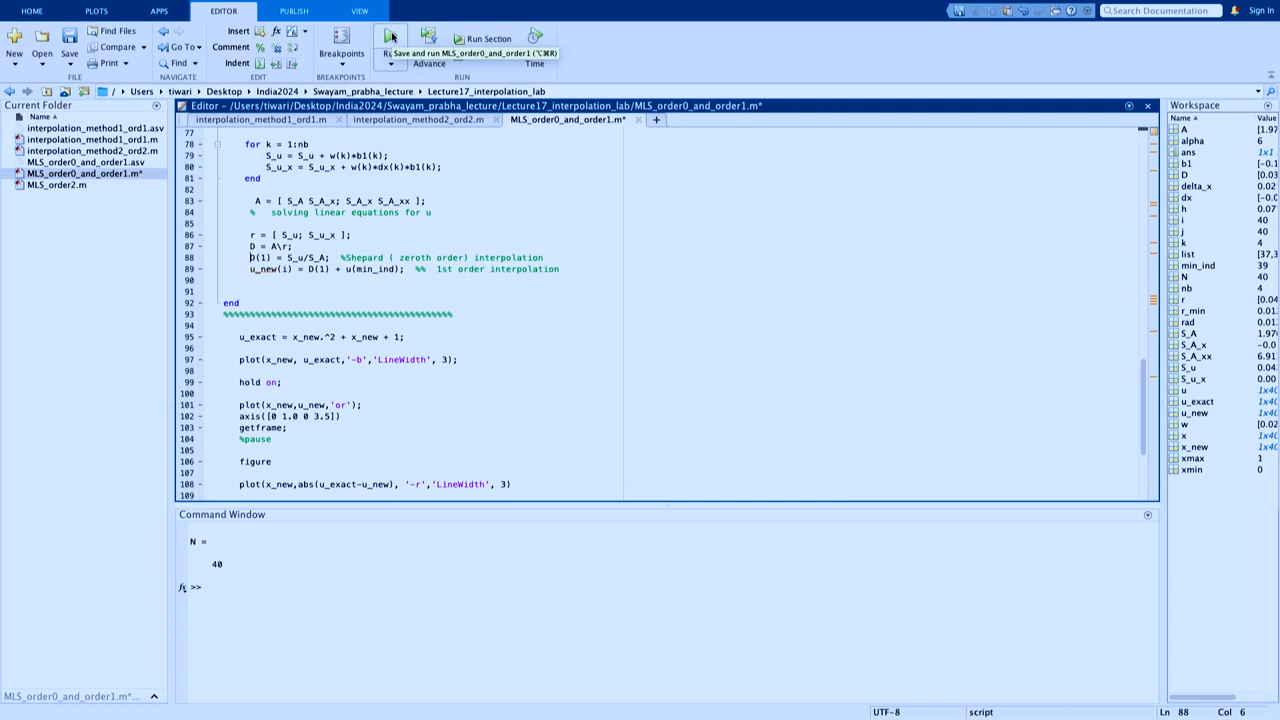 HOME PLOTS APPS EDITOR PUBLISH VIEW Search Documentation Sign In
New Open Save Find Files Compare Print Go To Find Insert Comment Indent Breakpoints Run Section Advance Time
Save and run MLS_order0_and_order1 (⌥⌘R)
FILE NAVIGATE EDIT BREAKPOINTS RUN
/ Users tiwari Desktop India2024 Swayam_prabha_lecture Lecture17_interpolation_lab
Current Folder
Name
interpolation_method1_ord1.asv
interpolation_method1_ord1.m
interpolation_method2_ord2.m
MLS_order0_and_order1.asv
MLS_order0_and_order1.m*
MLS_order2.m
MLS_order0_and_order1.m*...
Editor - /Users/tiwari/Desktop/India2024/Swayam_prabha_lecture/Lecture17_interpolation_lab/MLS_order0_and_order1.m*
interpolation_method1_ord1.m interpolation_method2_ord2.m MLS_order0_and_order1.m* +
77
78 - for k = 1:nb
79 - S_u = S_u + w(k)*b1(k);
80 - S_u_x = S_u_x + w(k)*dx(k)*b1(k);
81 - end
82
83 - A = [ S_A S_A_x; S_A_x S_A_xx ];
84 % solving linear equations for u
85
86 - r = [ S_u; S_u_x ];
87 - D = A\r;
88 - D(1) = S_u/S_A; %Shepard ( zeroth order) interpolation
89 - u_new(i) = D(1) + u(min_ind); %% 1st order interpolation
90
91
92 - end
93
94
95 - u_exact = x_new.^2 + x_new + 1;
96
97 - plot(x_new, u_exact,'-b','LineWidth', 3);
98
99 - hold on;
100
101 - plot(x_new,u_new,'or');
102 - axis([0 1.0 0 3.5])
103 - getframe;
104 %pause
105
106 - figure
107
108 - plot(x_new,abs(u_exact-u_new), '-r','LineWidth', 3)
109
Command Window
N =
40
fx >>
Workspace
Name Value
A [1.97
alpha 6
ans 1x1
b1 [-0.1
D [0.03
delta_x 0.02
dx [-0.0
h 0.07
i 40
j 40
k 4
list [37,3
min_ind 39
N 40
nb 4
r [0.04
r_min 0.01
rad 0.01
S_A 1.97
S_A_x -0.0
S_A_xx 6.91
S_u 0.04
S_u_x 0.00
u 1x40
u_exact 1x40
u_new 1x40
w [0.02
x 1x40
x_new 1x40
xmax 1
xmin 0
UTF-8 script Ln 88 Col 6